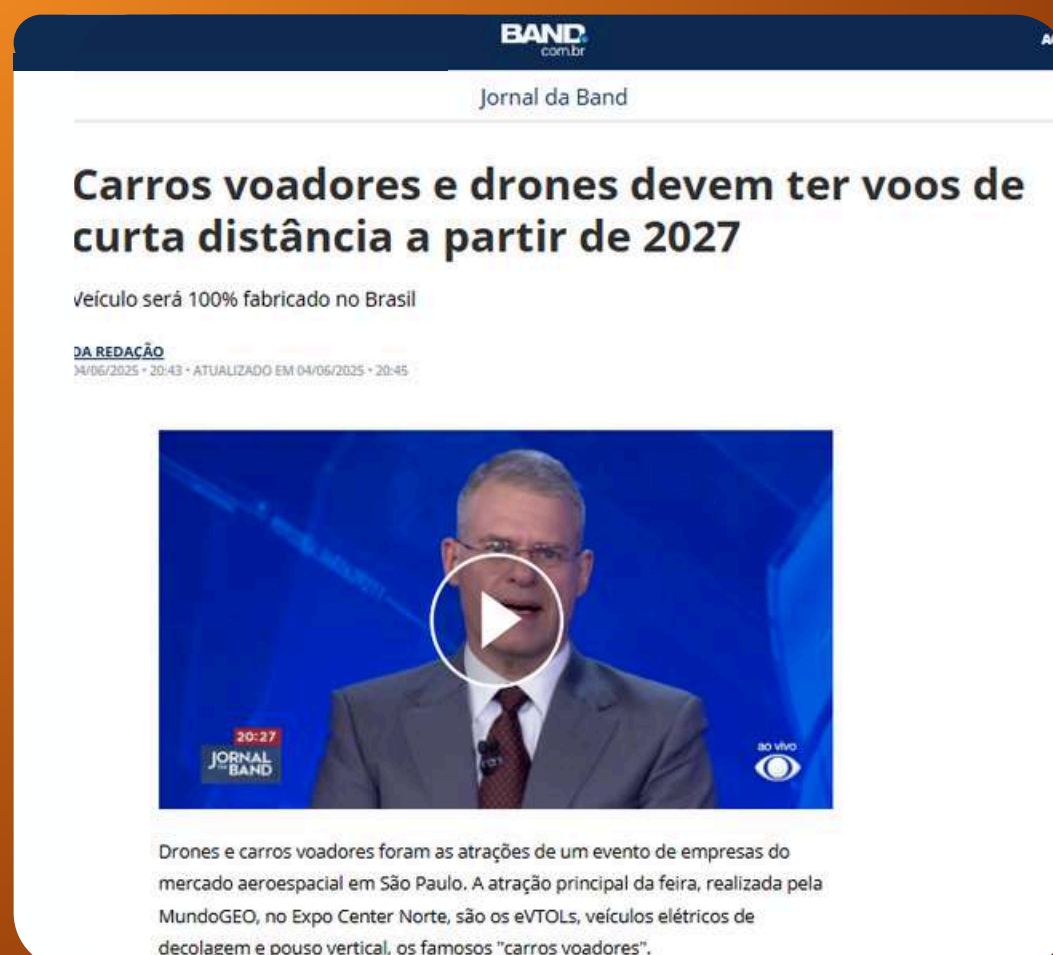 BAND
com.br
Jornal da Band
Carros voadores e drones devem ter voos de
curta distância a partir de 2027
Veículo será 100% fabricado no Brasil
DA REDAÇÃO
04/06/2025 • 20:43 • ATUALIZADO EM 04/06/2025 • 20:45
20:27
JORNAL
DA BAND
ao vivo
Drones e carros voadores foram as atrações de um evento de empresas do
mercado aeroespacial em São Paulo. A atração principal da feira, realizada pela
MundoGEO, no Expo Center Norte, são os eVTOLs, veículos elétricos de
decolagem e pouso vertical, os famosos "carros voadores".